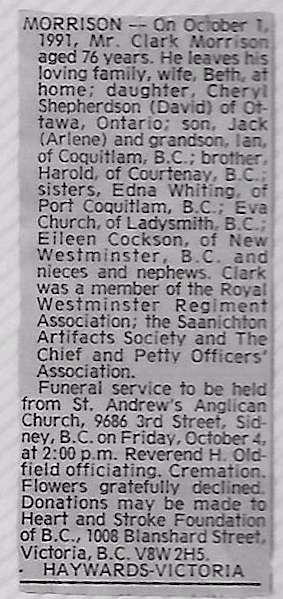 MORRISON — On October 1,
1991, Mr. Clark Morrison
aged 76 years. He leaves his
loving family, wife, Beth, at
home; daughter, Cheryl
Shepherdson (David) of Ot-
tawa, Ontario; son, Jack
(Arlene) and grandson, Ian,
of Coquitlam, B.C.; brother,
Harold, of Courtenay, B.C.;
sisters, Edna Whiting, of
Port Coquitlam, B.C.; Eva
Church, of Ladysmith, B.C.;
Eileen Cockson, of New
Westminster, B.C. and
nieces and nephews. Clark
was a member of the Royal
Westminster Regiment
Association; the Saanichton
Artifacts Society and The
Chief and Petty Officers'
Association.
Funeral service to be held
from St. Andrew's Anglican
Church, 9686 3rd Street, Sid-
ney, B.C. on Friday, October 4,
at 2:00 p.m. Reverend H. Old-
field officiating. Cremation.
Flowers gratefully declined.
Donations may be made to
Heart and Stroke Foundation
of B.C., 1008 Blanshard Street,
Victoria, B.C. V8W 2H5.
- HAYWARDS-VICTORIA